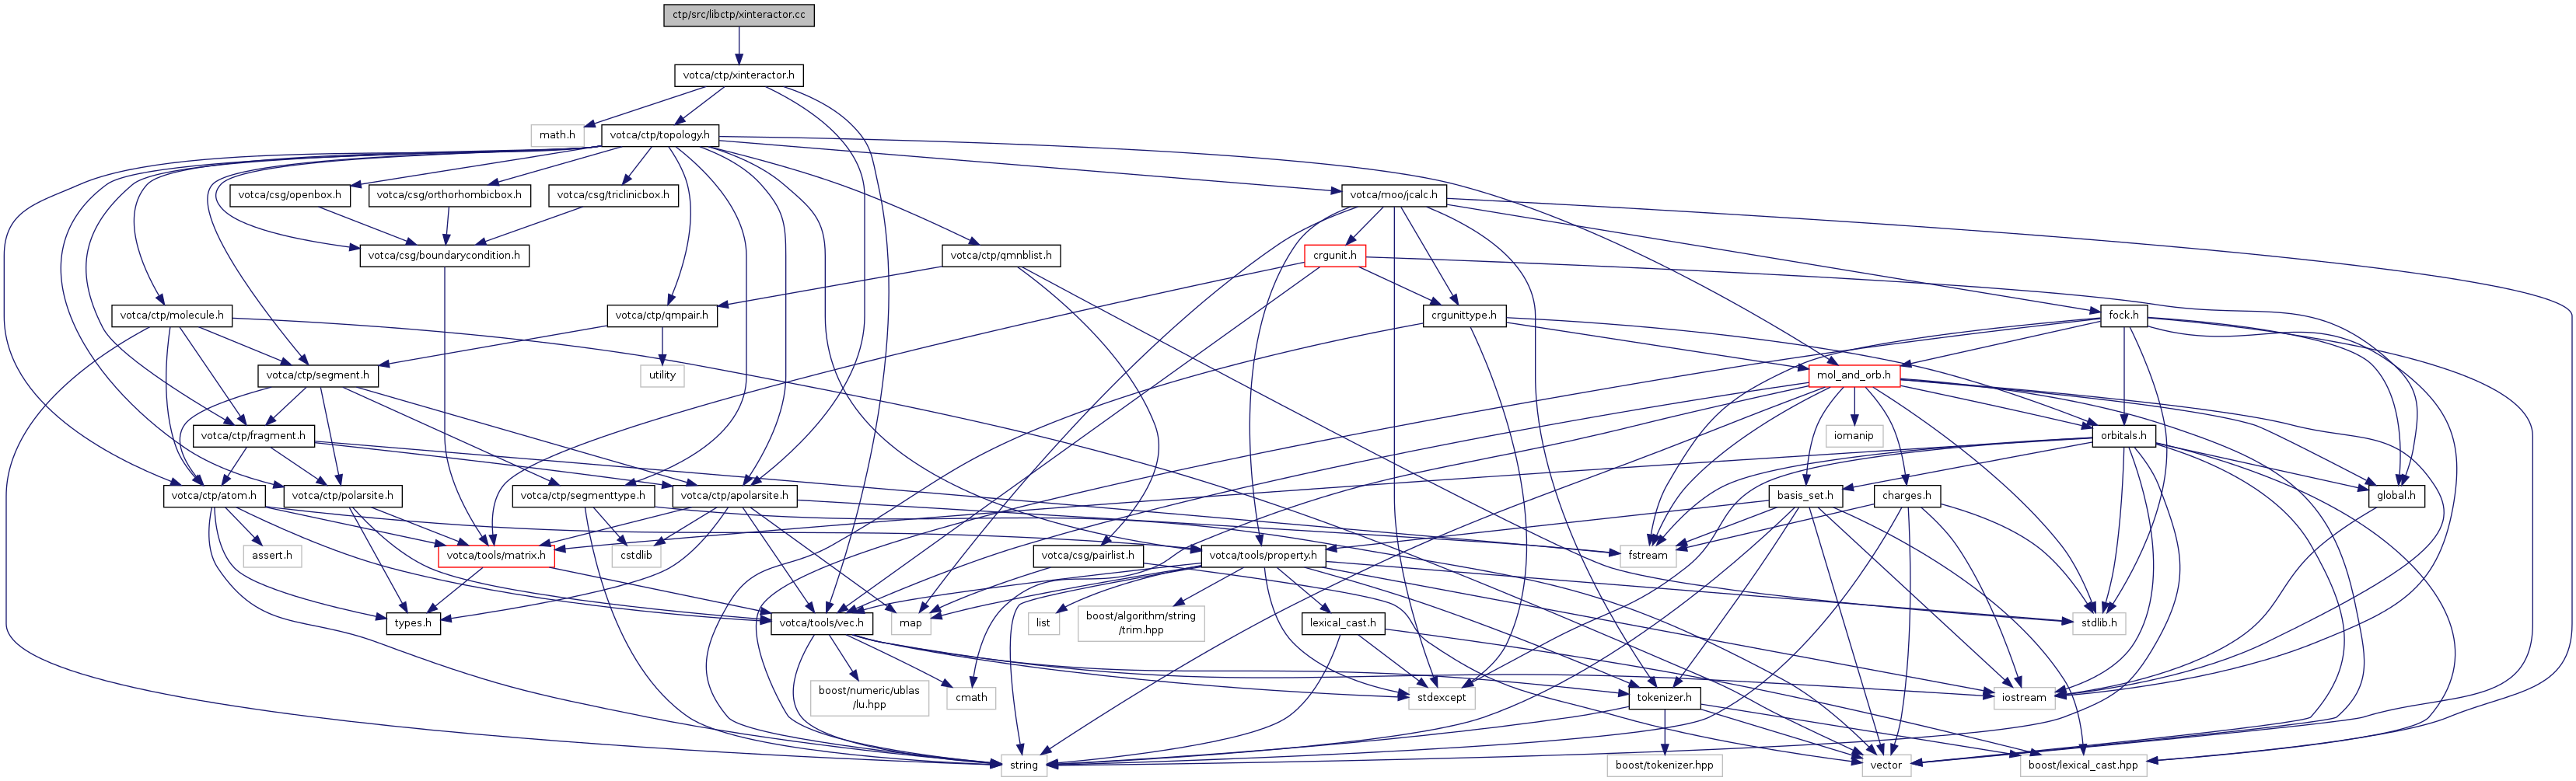 ctp/src/libctp/xinteractor.cc
votca/ctp/xinteractor.h
math.h
votca/ctp/topology.h
votca/csg/openbox.h
votca/csg/orthorhombicbox.h
votca/csg/triclinicbox.h
votca/moo/jcalc.h
votca/csg/boundarycondition.h
votca/ctp/qmnblist.h
crgunit.h
votca/ctp/molecule.h
votca/ctp/qmpair.h
crgunittype.h
fock.h
votca/ctp/segment.h
utility
mol_and_orb.h
votca/ctp/fragment.h
iomanip
orbitals.h
votca/ctp/atom.h
votca/ctp/polarsite.h
votca/ctp/segmenttype.h
votca/ctp/apolarsite.h
basis_set.h
charges.h
global.h
assert.h
votca/tools/matrix.h
cstdlib
votca/csg/pairlist.h
votca/tools/property.h
fstream
types.h
votca/tools/vec.h
map
list
boost/algorithm/string
/trim.hpp
lexical_cast.h
stdlib.h
boost/numeric/ublas
/lu.hpp
cmath
stdexcept
tokenizer.h
iostream
string
boost/tokenizer.hpp
vector
boost/lexical_cast.hpp